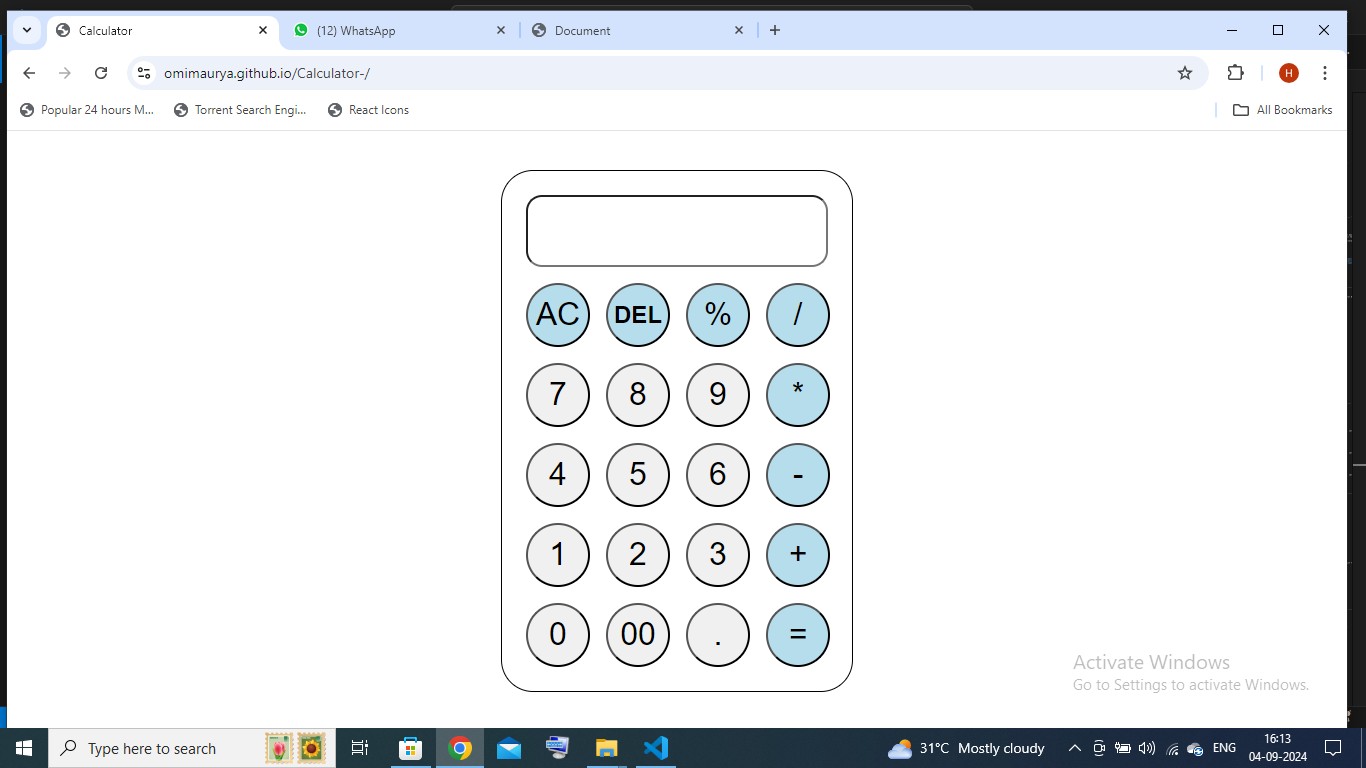 Calculator
(12) WhatsApp
Document
omimaurya.github.io/Calculator-/
H
Popular 24 hours M...
Torrent Search Engi...
React Icons
All Bookmarks
AC DEL % /
7 8 9 *
4 5 6 -
1 2 3 +
0 00 . =
Activate Windows
Go to Settings to activate Windows.
Type here to search
31°C Mostly cloudy
ENG
16:13
04-09-2024